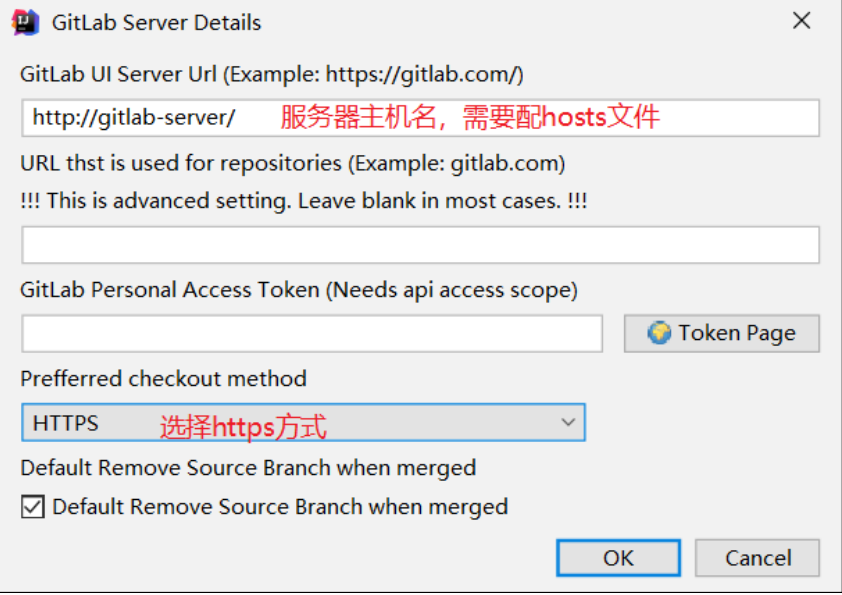 GitLab Server Details
GitLab UI Server Url (Example: https://gitlab.com/)
http://gitlab-server/ 服务器主机名，需要配hosts文件
URL thst is used for repositories (Example: gitlab.com)
!!! This is advanced setting. Leave blank in most cases. !!!
GitLab Personal Access Token (Needs api access scope)
Token Page
Prefferred checkout method
HTTPS 选择https方式
Default Remove Source Branch when merged
Default Remove Source Branch when merged
OK Cancel